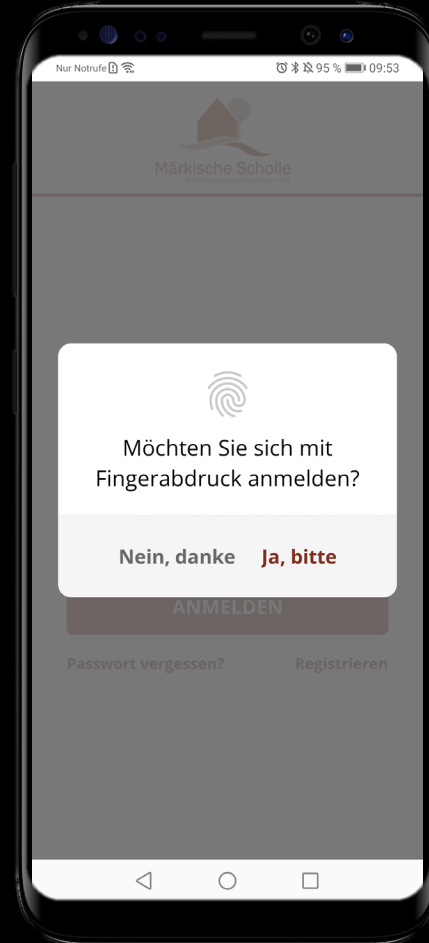 Nur Notrufe
95 % 09:53
Märkische Scholle
Möchten Sie sich mit
Fingerabdruck anmelden?
Nein, danke Ja, bitte
ANMELDEN
Passwort vergessen? Registrieren